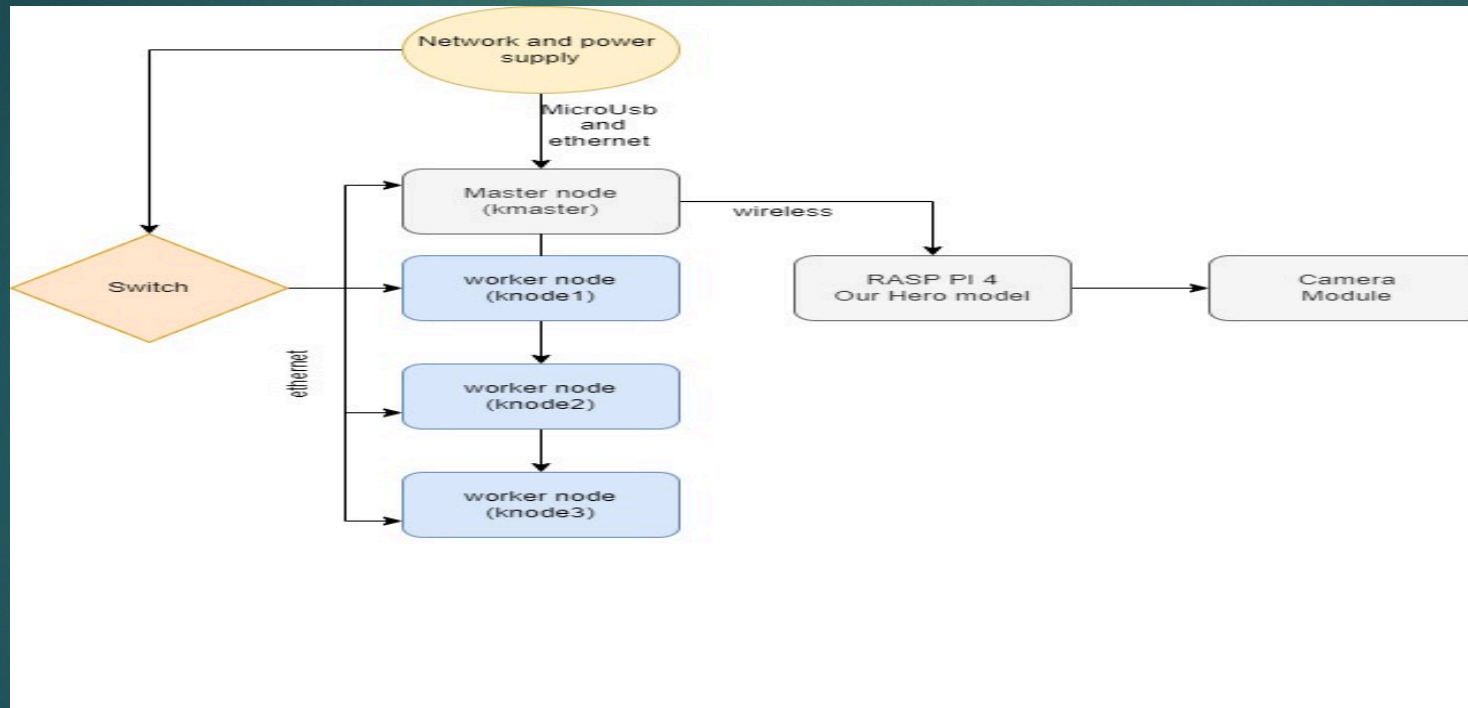 Network and power
supply
MicroUsb
and
ethernet
Master node
(kmaster)
wireless
Switch
worker node
(knode1)
RASP PI 4
Our Hero model
Camera
Module
ethernet
worker node
(knode2)
worker node
(knode3)